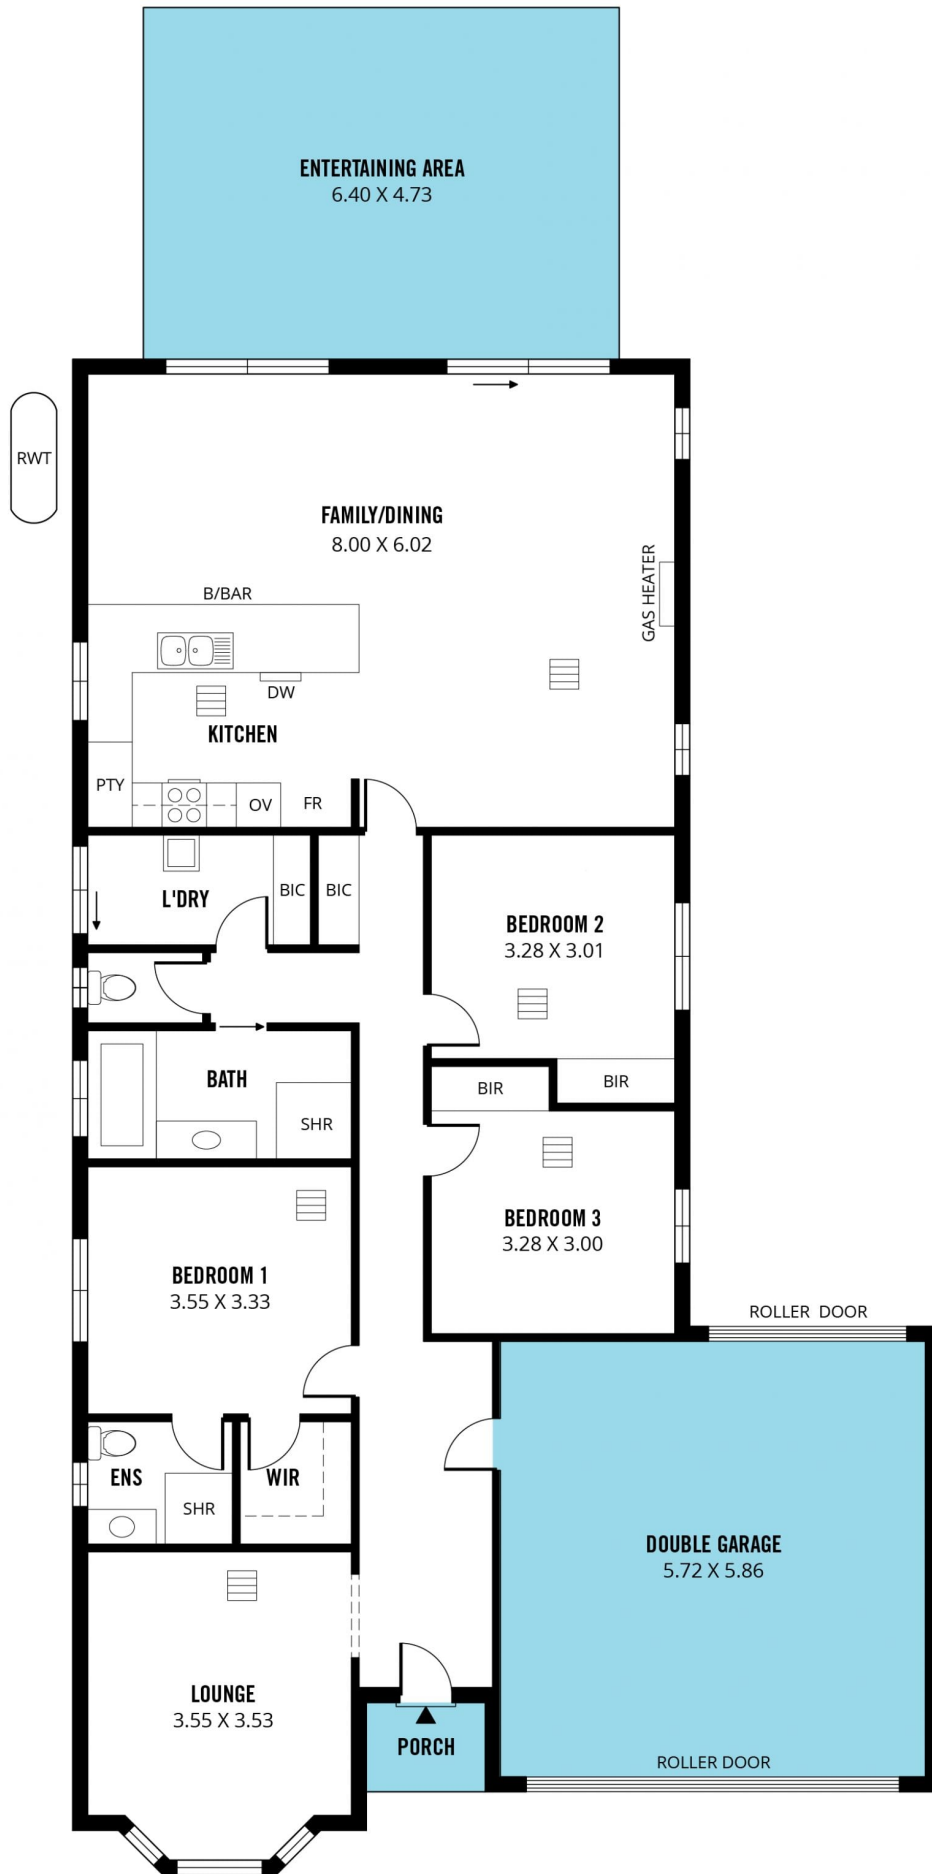 ENTERTAINING AREA
6.40 X 4.73
RWT
FAMILY/DINING
8.00 X 6.02
GAS HEATER
B/BAR
DW
KITCHEN
PTY
OV
FR
L'DRY
BIC
BIC
BEDROOM 2
3.28 X 3.01
BATH
SHR
BIR
BIR
BEDROOM 3
3.28 X 3.00
BEDROOM 1
3.55 X 3.33
ROLLER DOOR
ENS
SHR
WIR
DOUBLE GARAGE
5.72 X 5.86
LOUNGE
3.55 X 3.53
PORCH
ROLLER DOOR